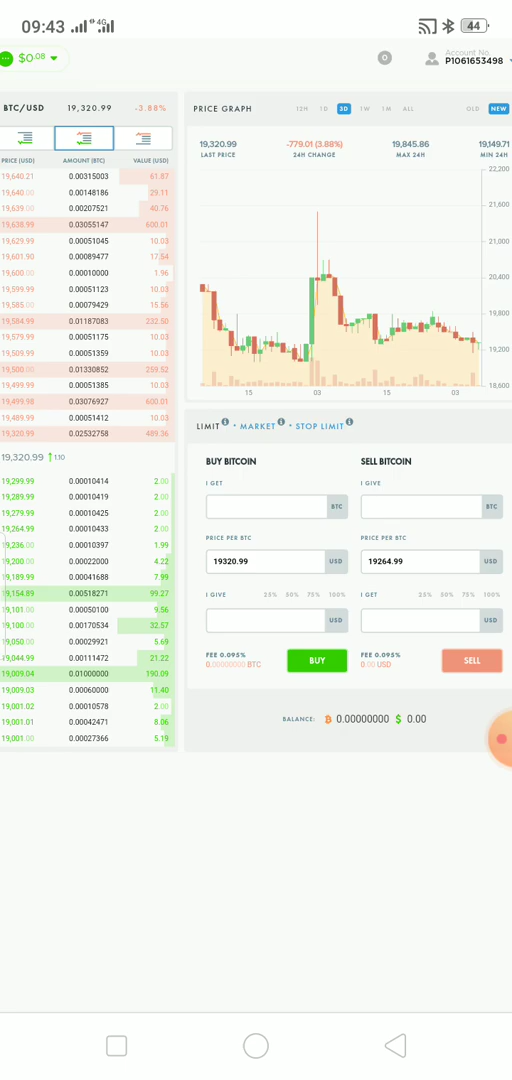 09:43 4G 44
$0.08 0 Account No. P1061653498
BTC/USD 19,320.99 -3.88%
PRICE (USD) AMOUNT (BTC) VALUE (USD)
19,640.21 0.00315003 61.87
19,640.00 0.00148186 29.11
19,639.00 0.00207521 40.76
19,638.99 0.03055147 600.01
19,629.99 0.00051045 10.03
19,601.90 0.00089477 17.54
19,600.00 0.00010000 1.96
19,599.99 0.00051123 10.03
19,585.00 0.00079429 15.56
19,584.99 0.01187083 232.50
19,579.99 0.00051175 10.03
19,509.99 0.00051359 10.03
19,500.00 0.01330852 259.52
19,499.99 0.00051385 10.03
19,499.98 0.03076927 600.01
19,489.99 0.00051412 10.03
19,320.99 0.02532758 489.36
19,320.99 1.10
19,299.99 0.00010414 2.00
19,289.99 0.00010419 2.00
19,279.99 0.00010425 2.00
19,264.99 0.00010433 2.00
19,236.00 0.00010397 1.99
19,200.00 0.00022000 4.22
19,189.99 0.00041688 7.99
19,154.89 0.00518271 99.27
19,101.00 0.00050100 9.56
19,100.00 0.00170534 32.57
19,050.00 0.00029921 5.69
19,044.99 0.00111472 21.22
19,009.04 0.01000000 190.09
19,009.03 0.00060000 11.40
19,001.02 0.00010578 2.00
19,001.01 0.00042471 8.06
19,001.00 0.00027366 5.19
PRICE GRAPH 12H 1D 3D 1W 1M ALL OLD NEW
19,320.99 -779.01 (3.88%) 19,845.86 19,149.71
LAST PRICE 24H CHANGE MAX 24H MIN 24H
22,200
21,600
21,000
20,400
19,800
19,200
18,600
15 03 15 03
LIMIT • MARKET • STOP LIMIT
BUY BITCOIN SELL BITCOIN
I GET I GIVE
BTC BTC
PRICE PER BTC PRICE PER BTC
19320.99 USD 19264.99 USD
I GIVE 25% 50% 75% 100% I GET 25% 50% 75% 100%
USD USD
FEE 0.095% BUY FEE 0.095% SELL
0.00000000 BTC 0.00 USD
BALANCE: ₿ 0.00000000 $ 0.00